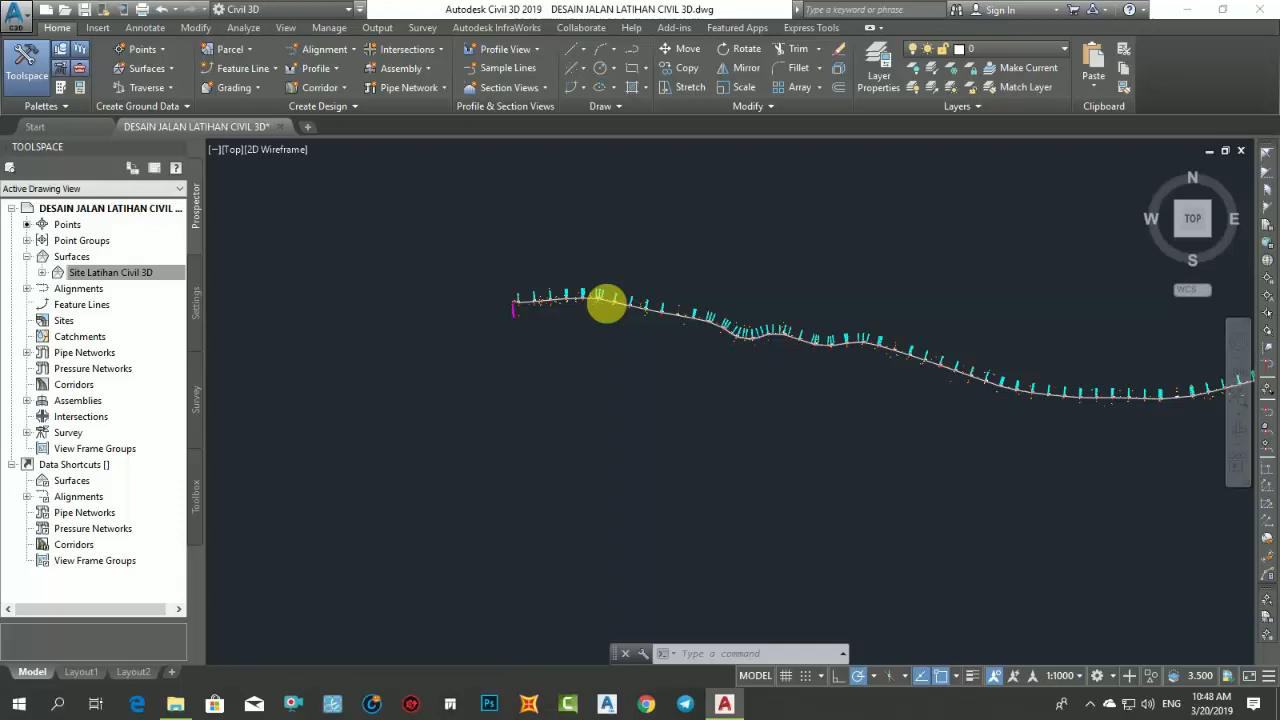 Civil 3D
Autodesk Civil 3D 2019 DESAIN JALAN LATIHAN CIVIL 3D.dwg
Type a keyword or phrase
Sign In
Home Insert Annotate Modify Analyze View Manage Output Survey Autodesk InfraWorks Collaborate Help Add-ins Featured Apps Express Tools
Toolspace
Points
Surfaces
Traverse
Parcel
Feature Line
Grading
Alignment
Profile
Corridor
Intersections
Assembly
Pipe Network
Profile View
Sample Lines
Section Views
Move
Copy
Stretch
Rotate
Mirror
Scale
Trim
Fillet
Array
Layer
Properties
0
Make Current
Match Layer
Paste
Palettes
Create Ground Data
Create Design
Profile & Section Views
Draw
Modify
Layers
Clipboard
Start
DESAIN JALAN LATIHAN CIVIL 3D*
TOOLSPACE
Active Drawing View
DESAIN JALAN LATIHAN CIVIL ...
Points
Point Groups
Surfaces
Site Latihan Civil 3D
Alignments
Feature Lines
Sites
Catchments
Pipe Networks
Pressure Networks
Corridors
Assemblies
Intersections
Survey
View Frame Groups
Data Shortcuts []
Surfaces
Alignments
Pipe Networks
Pressure Networks
Corridors
View Frame Groups
Prospector
Settings
Survey
Toolbox
[−][Top][2D Wireframe]
N
W
TOP
E
S
WCS
Type a command
Model Layout1 Layout2
MODEL
1:1000
3.500
ENG
10:48 AM
3/20/2019